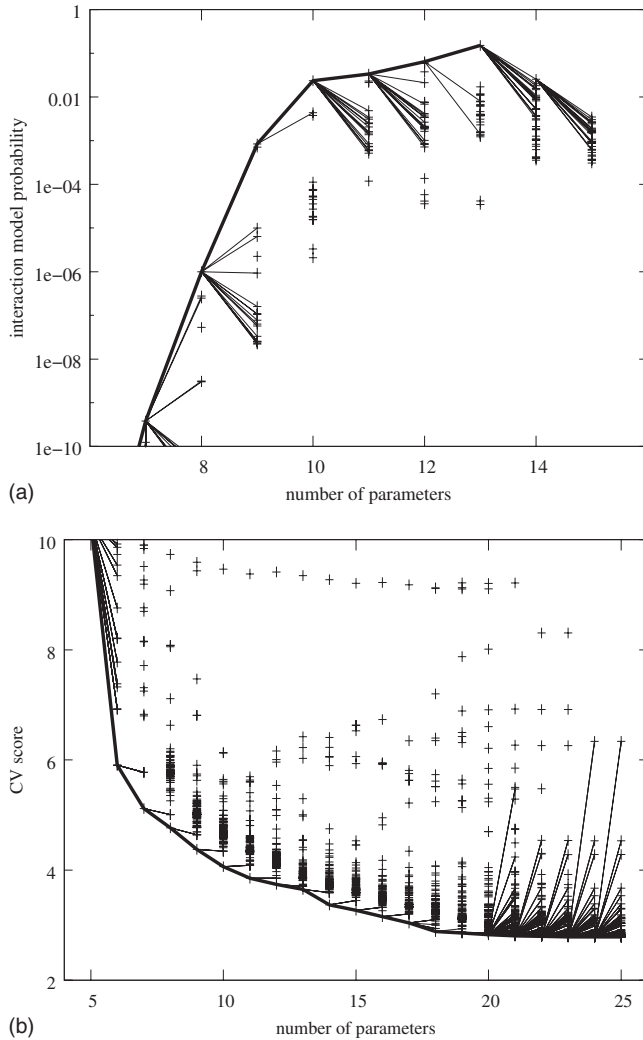 1
0.01
1e−04
1e−06
1e−08
1e−10
interaction model probability
8 10 12 14
(a) number of parameters
10
8
6
4
2
CV score
5 10 15 20 25
(b) number of parameters